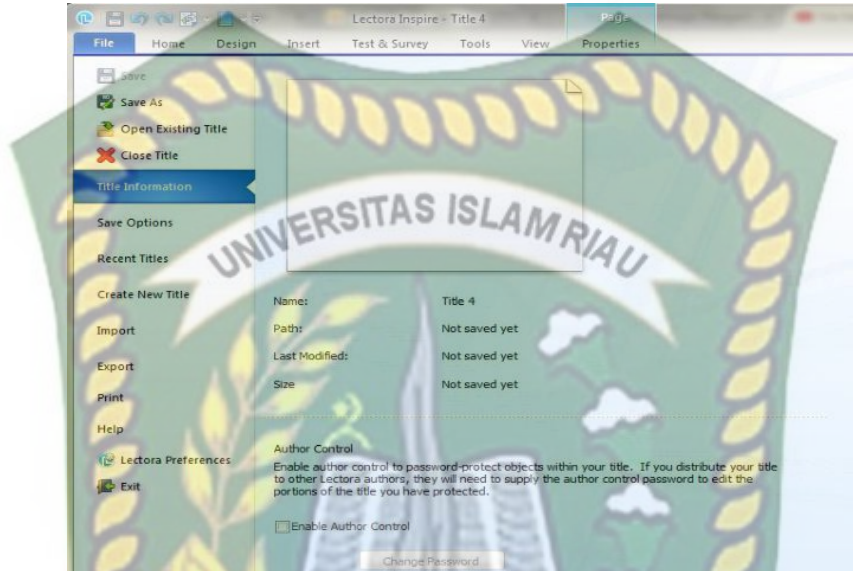 Lectora Inspire - Title 4
Page
File Home Design Insert Test & Survey Tools View Properties
Save
Save As
Open Existing Title
Close Title
Title Information
Save Options
Recent Titles
Create New Title
Import
Export
Print
Help
Lectora Preferences
Exit
UNIVERSITAS ISLAM RIAU
Name: Title 4
Path: Not saved yet
Last Modified: Not saved yet
Size Not saved yet
Author Control
Enable author control to password-protect objects within your title. If you distribute your title
to other Lectora authors, they will need to supply the author control password to edit the
portions of the title you have protected.
Enable Author Control
Change Password